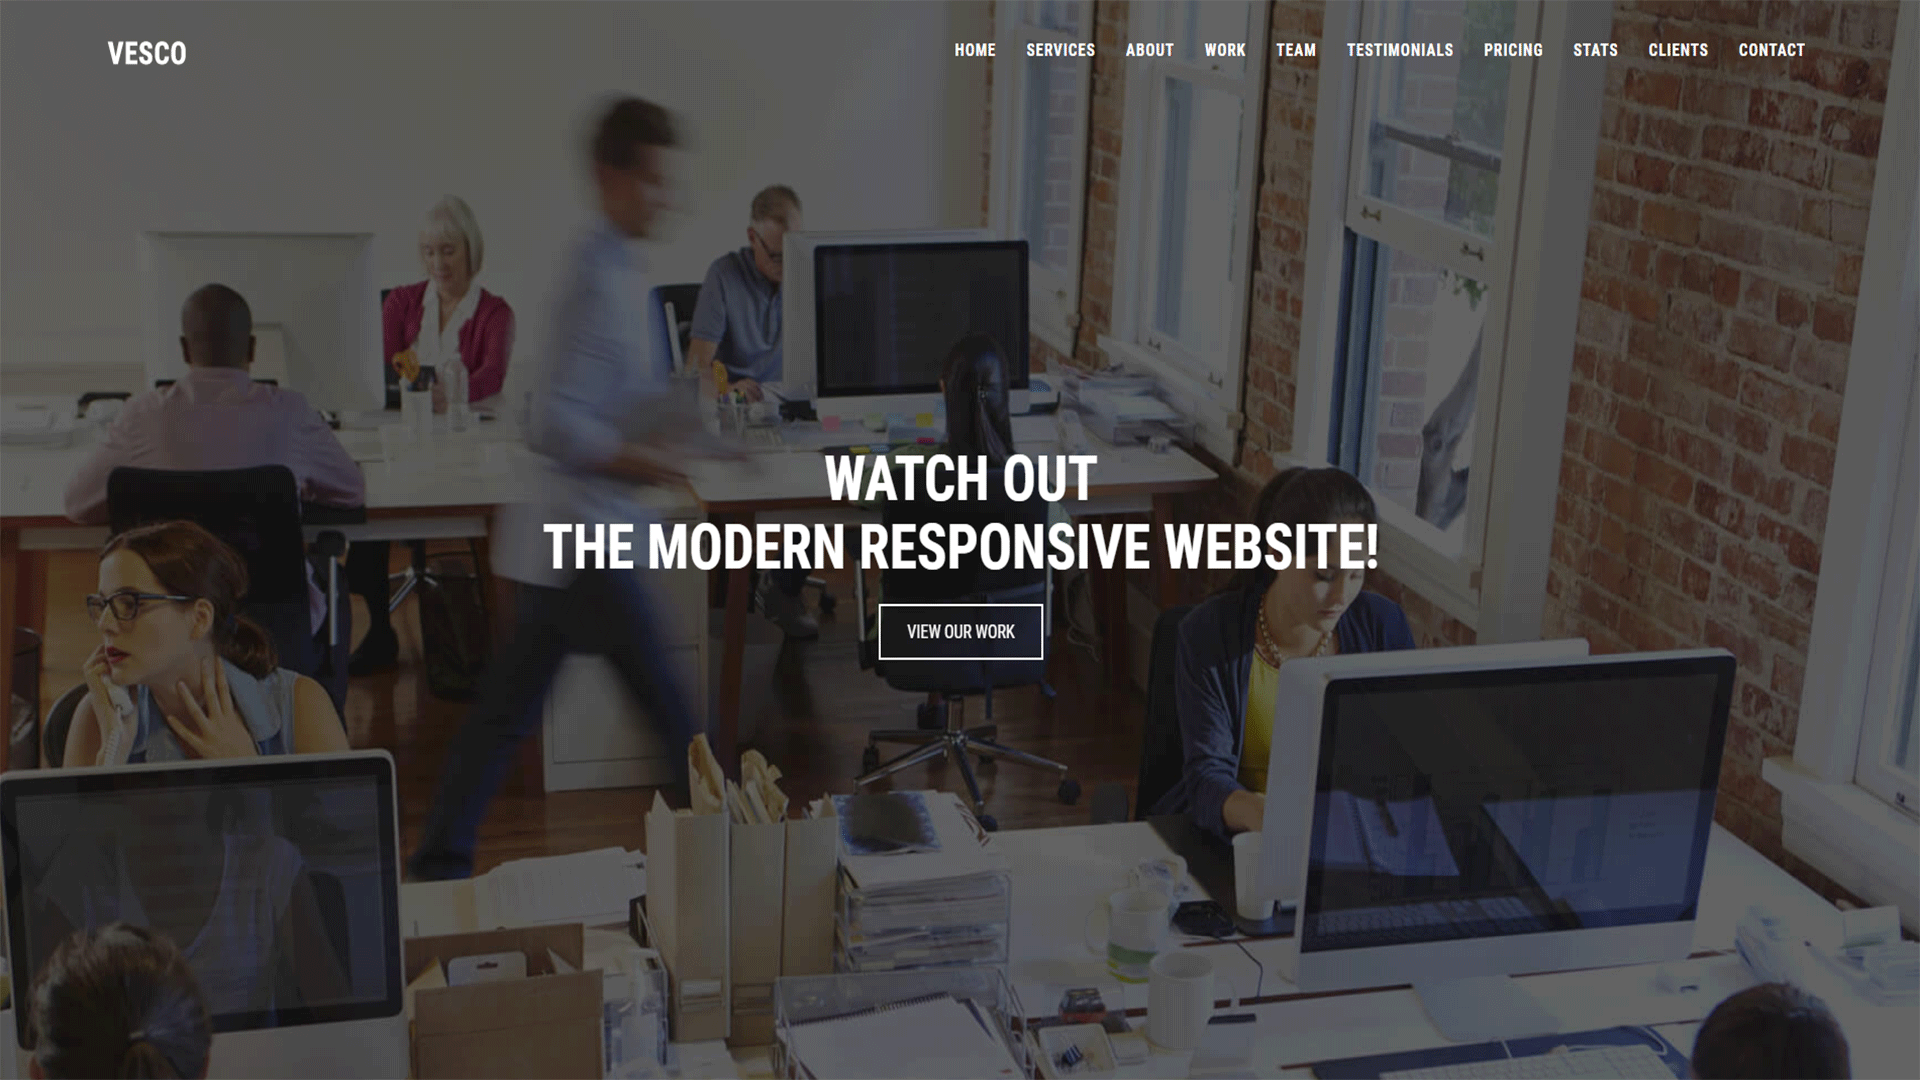 VESCO
HOME SERVICES ABOUT WORK TEAM TESTIMONIALS PRICING STATS CLIENTS CONTACT
WATCH OUT
THE MODERN RESPONSIVE WEBSITE!
VIEW OUR WORK